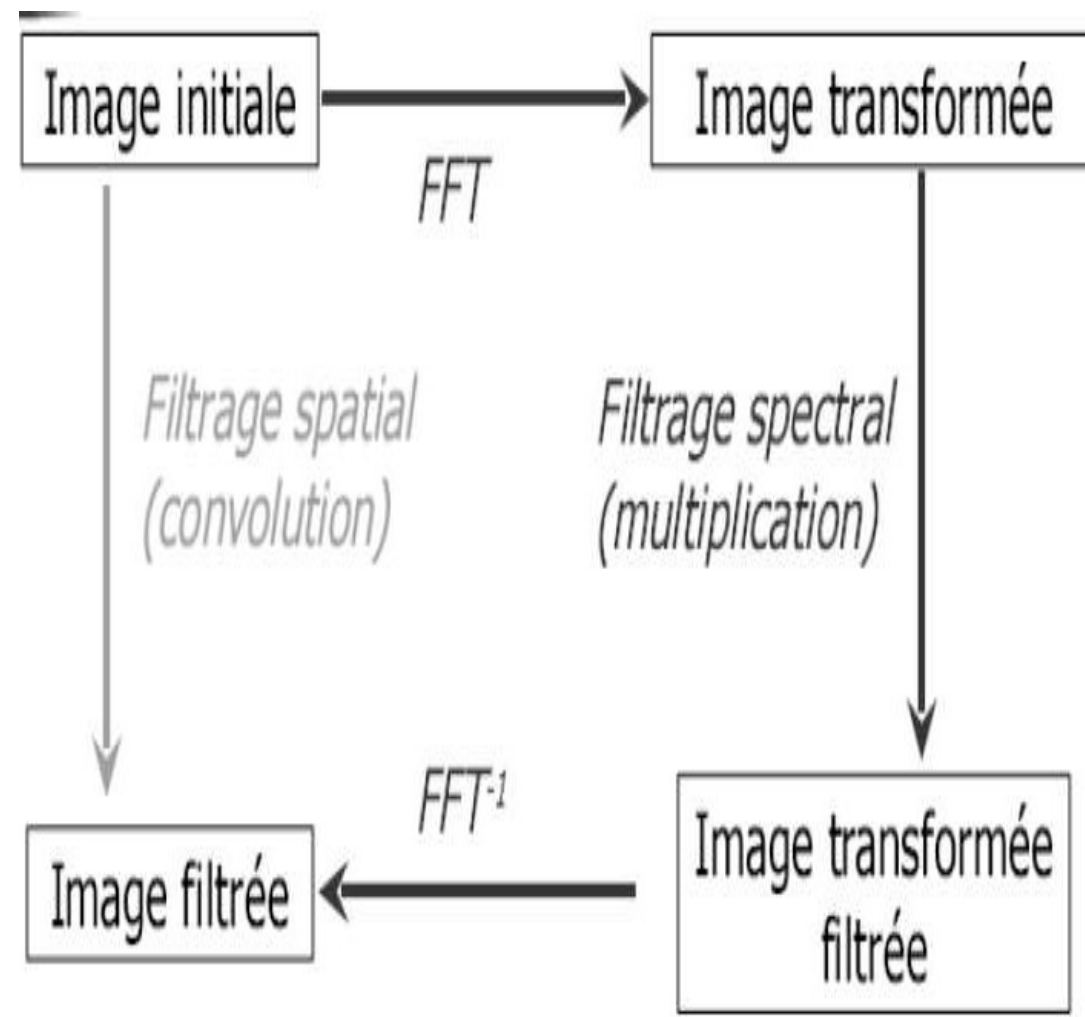 Image initiale
Image transformée
FFT
Filtrage spatial
(convolution)
Filtrage spectral
(multiplication)
FFT-1
Image filtrée
Image transformée
filtrée